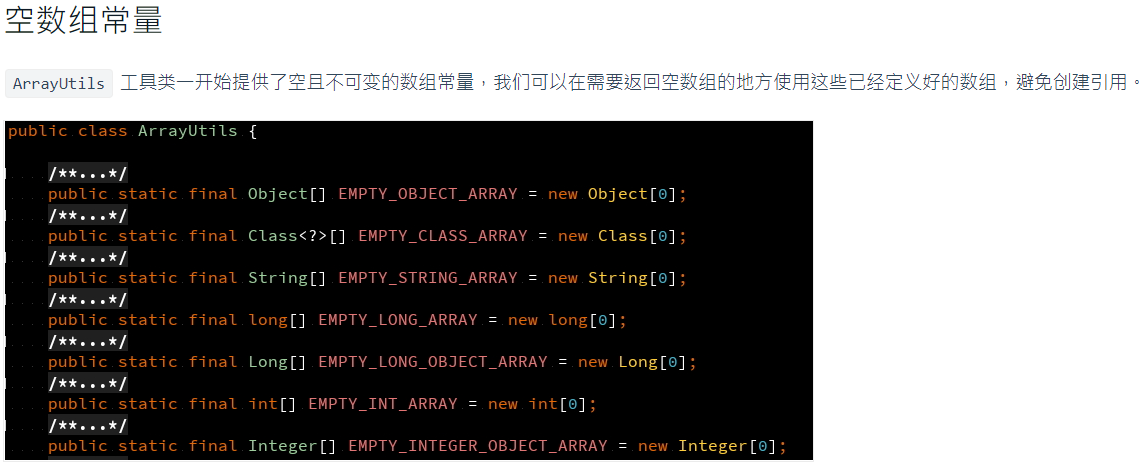 空数组常量
ArrayUtils 工具类一开始提供了空且不可变的数组常量，我们可以在需要返回空数组的地方使用这些已经定义好的数组，避免创建引用。
public class ArrayUtils {
/**...*/
public static final Object[] EMPTY_OBJECT_ARRAY = new Object[0];
/**...*/
public static final Class<?>[] EMPTY_CLASS_ARRAY = new Class[0];
/**...*/
public static final String[] EMPTY_STRING_ARRAY = new String[0];
/**...*/
public static final long[] EMPTY_LONG_ARRAY = new long[0];
/**...*/
public static final Long[] EMPTY_LONG_OBJECT_ARRAY = new Long[0];
/**...*/
public static final int[] EMPTY_INT_ARRAY = new int[0];
/**...*/
public static final Integer[] EMPTY_INTEGER_OBJECT_ARRAY = new Integer[0];